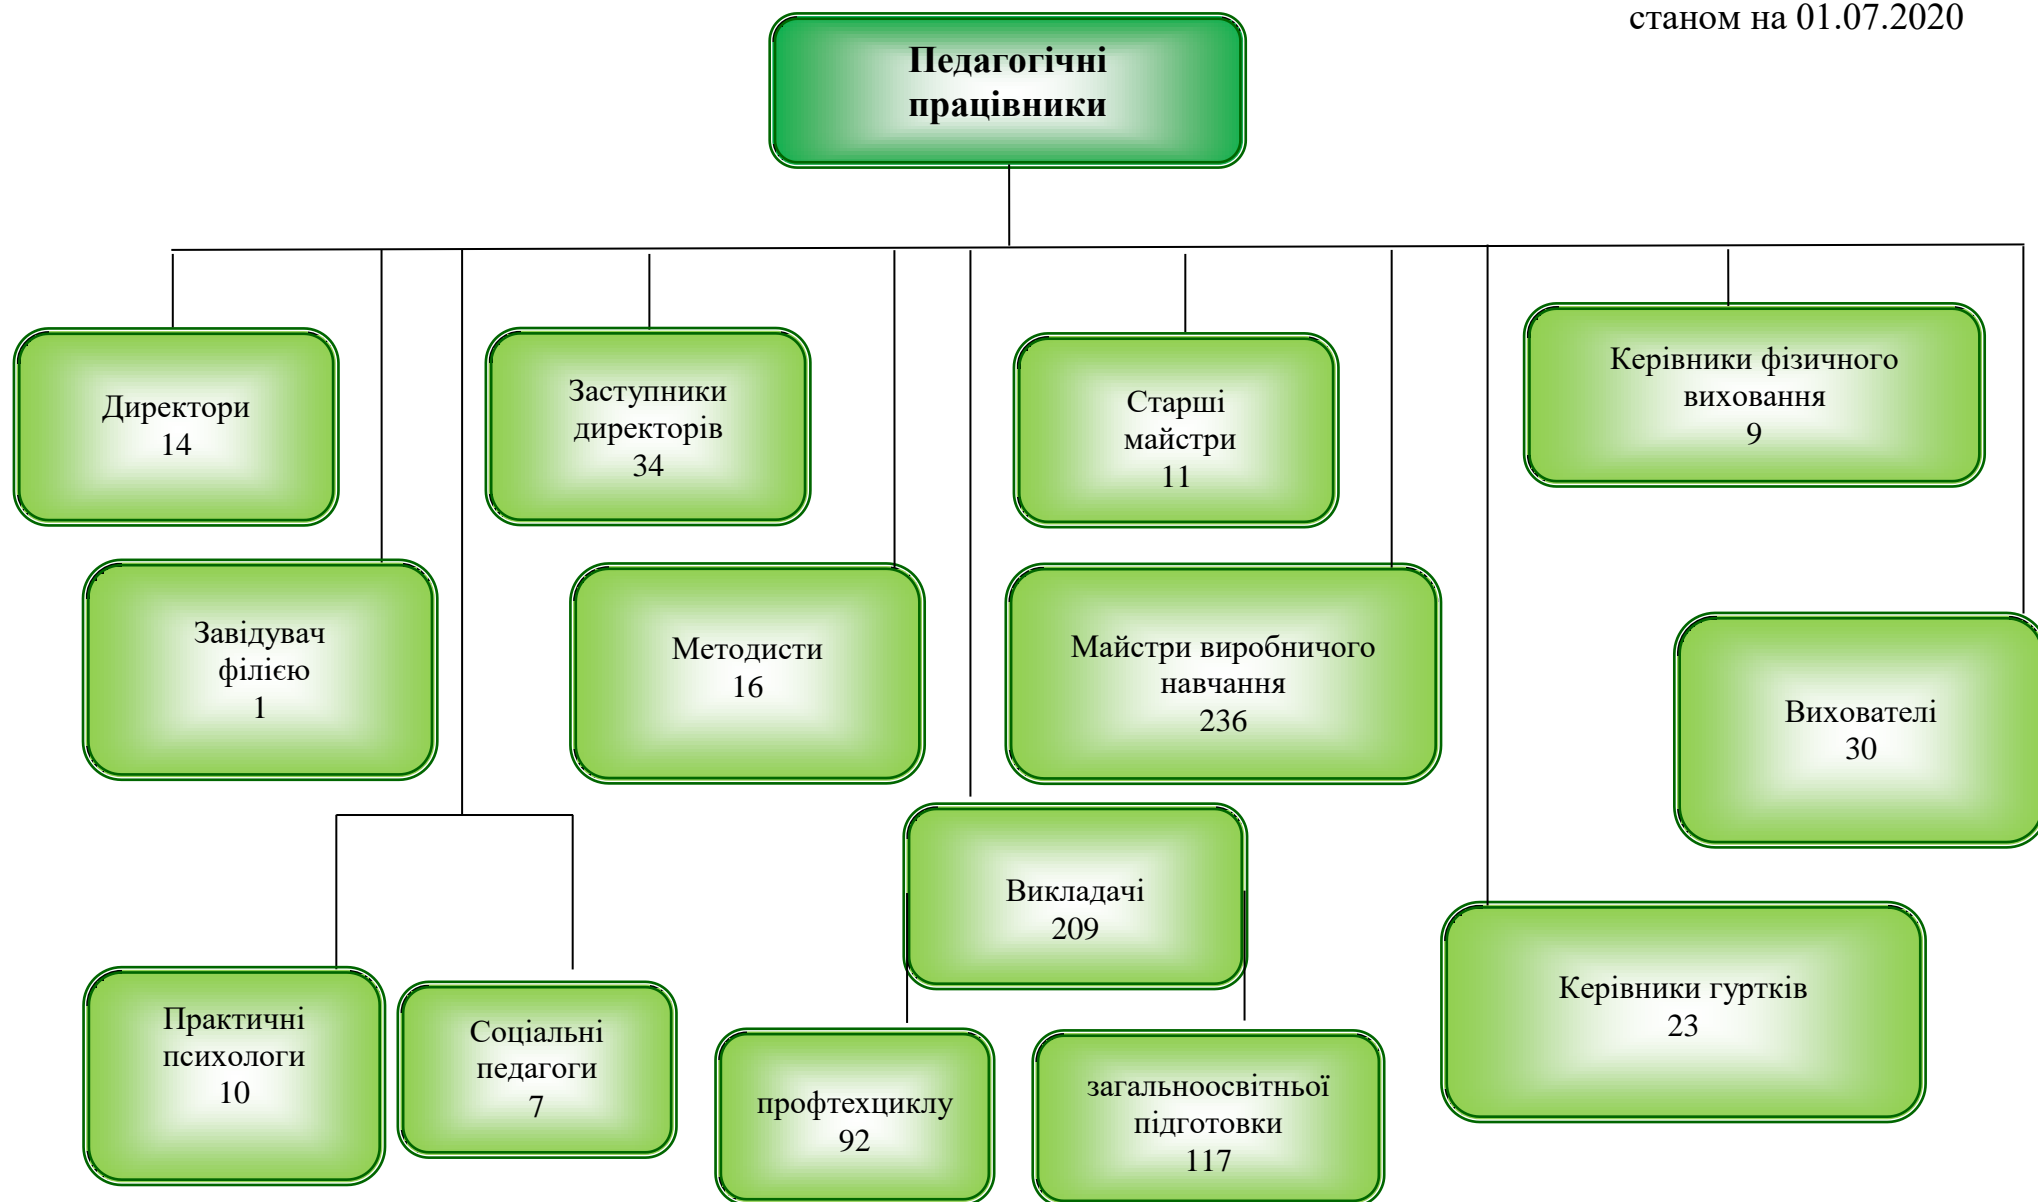 станом на 01.07.2020
Педагогічні
працівники
Директори
14
Заступники
директорів
34
Старші
майстри
11
Керівники фізичного
виховання
9
Завідувач
філією
1
Методисти
16
Майстри виробничого
навчання
236
Вихователі
30
Викладачі
209
Керівники гуртків
23
Практичні
психологи
10
Соціальні
педагоги
7
профтехциклу
92
загальноосвітньої
підготовки
117